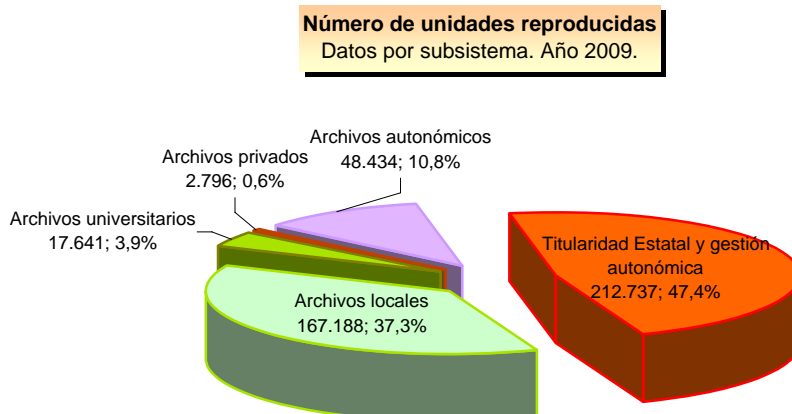 Número de unidades reproducidas
Datos por subsistema. Año 2009.
Archivos autonómicos
48.434; 10,8%
Archivos privados
2.796; 0,6%
Archivos universitarios
17.641; 3,9%
Titularidad Estatal y gestión
autonómica
212.737; 47,4%
Archivos locales
167.188; 37,3%